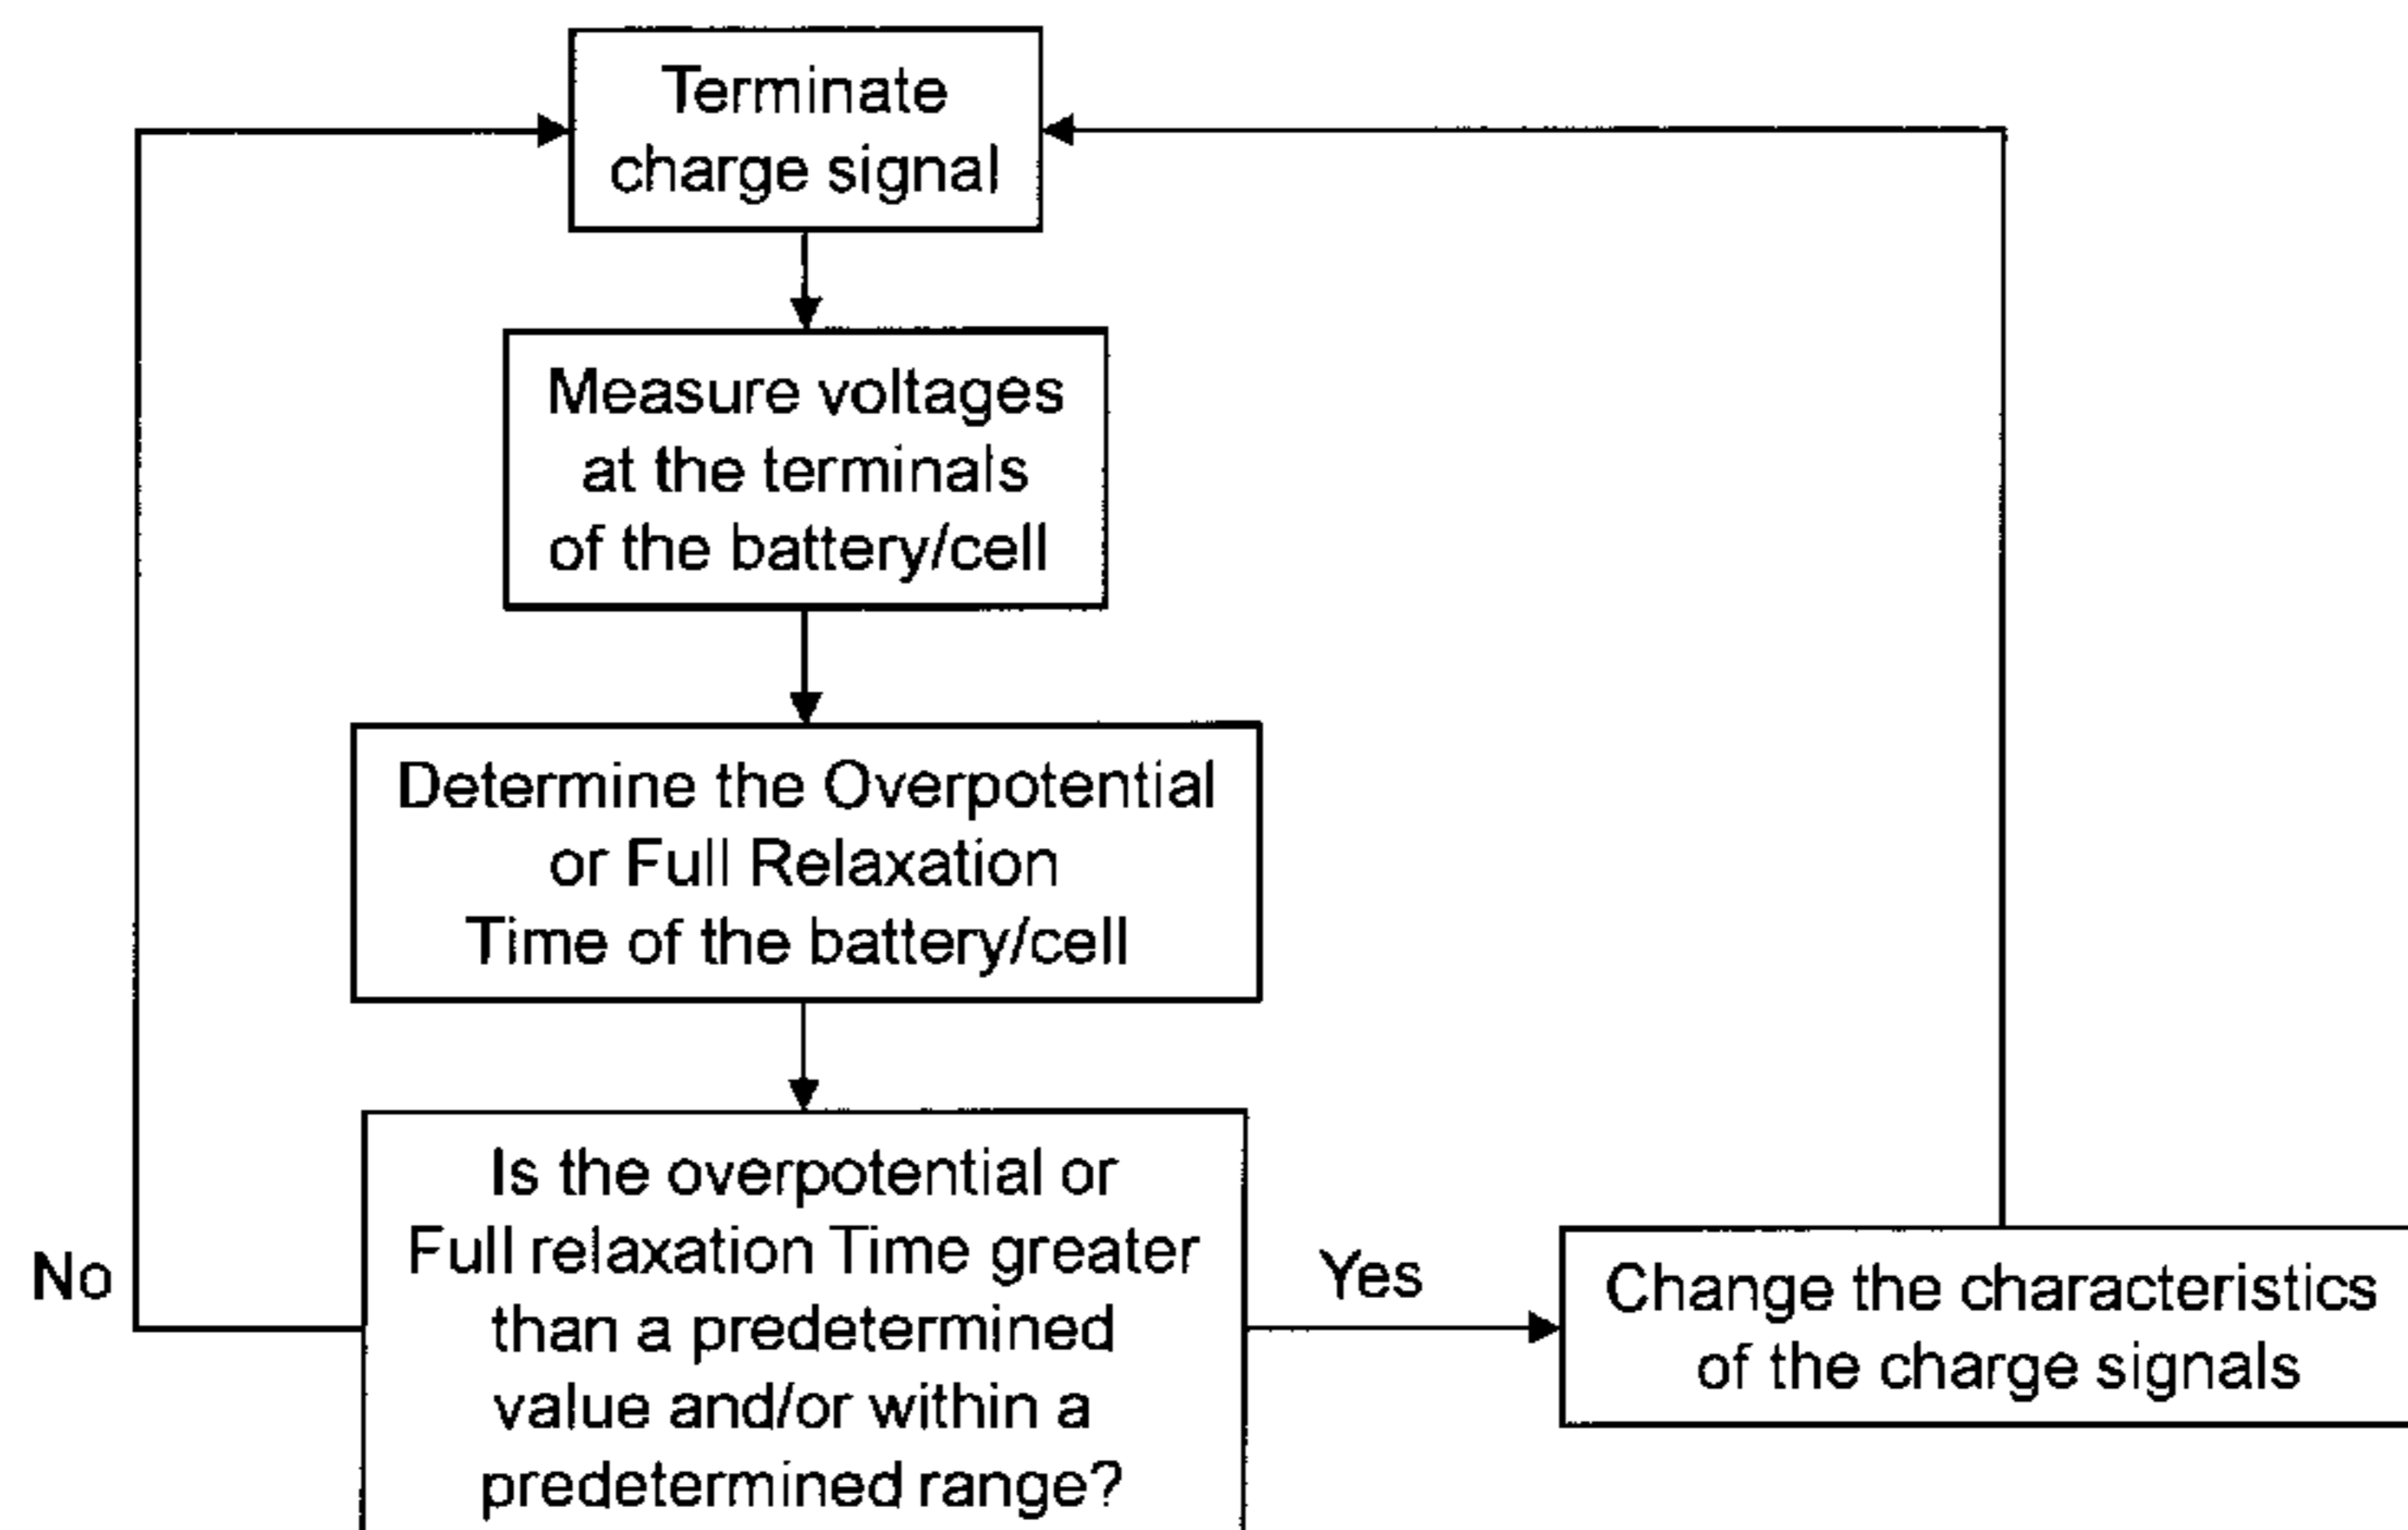 Terminate
charge signal
Measure voltages
at the terminals
of the battery/cell
Determine the Overpotential
or Full Relaxation
Time of the battery/cell
Is the overpotential or
Full relaxation Time greater
than a predetermined
value and/or within a
predetermined range?
No
Yes
Change the characteristics
of the charge signals